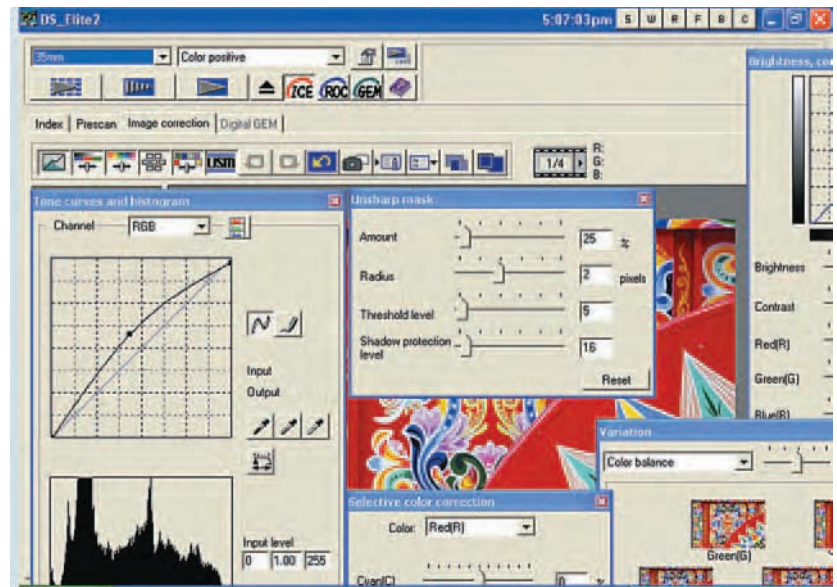 DS_Elite2 5:07:03pm S W R F B C
35mm Color positive
ICE ROC GEM
Index Prescan Image correction Digital GEM
USM 1/4 R:
G:
B:
Brightness, co
Tone curves and histogram
Channel RGB
Input
Output
Input level
0 1.00 255
Unsharp mask
Amount 25 %
Radius 2 pixels
Threshold level 5
Shadow protection level 16
Reset
Brightness
Contrast
Red(R)
Green(G)
Blue(B)
Variation
Color balance
Green(G)
Selective color correction
Color: Red(R)
Cyan(C) 0 %